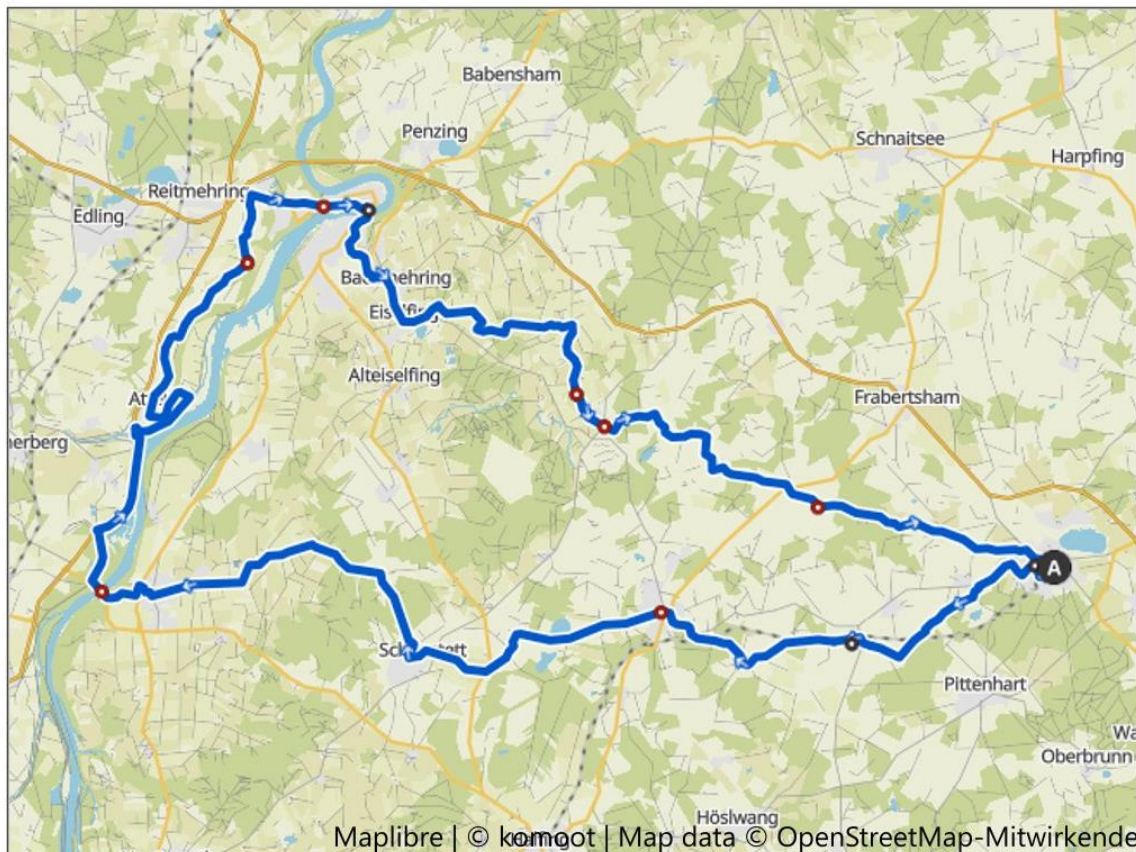 Babensham
Penzing
Schnaitsee
Harpfing
Reitmehring
Edling
Frabertsham
Alteiselfing
A
Pittenhart
Oberbrunn
Höslwang
Maplibre | © komoot | Map data © OpenStreetMap-Mitwirkende